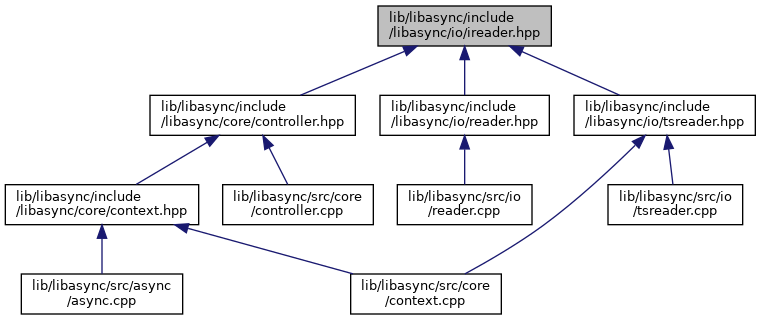 lib/libasync/include
/libasync/io/ireader.hpp
lib/libasync/include
/libasync/core/controller.hpp
lib/libasync/include
/libasync/io/reader.hpp
lib/libasync/include
/libasync/io/tsreader.hpp
lib/libasync/include
/libasync/core/context.hpp
lib/libasync/src/core
/controller.cpp
lib/libasync/src/io
/reader.cpp
lib/libasync/src/io
/tsreader.cpp
lib/libasync/src/async
/async.cpp
lib/libasync/src/core
/context.cpp